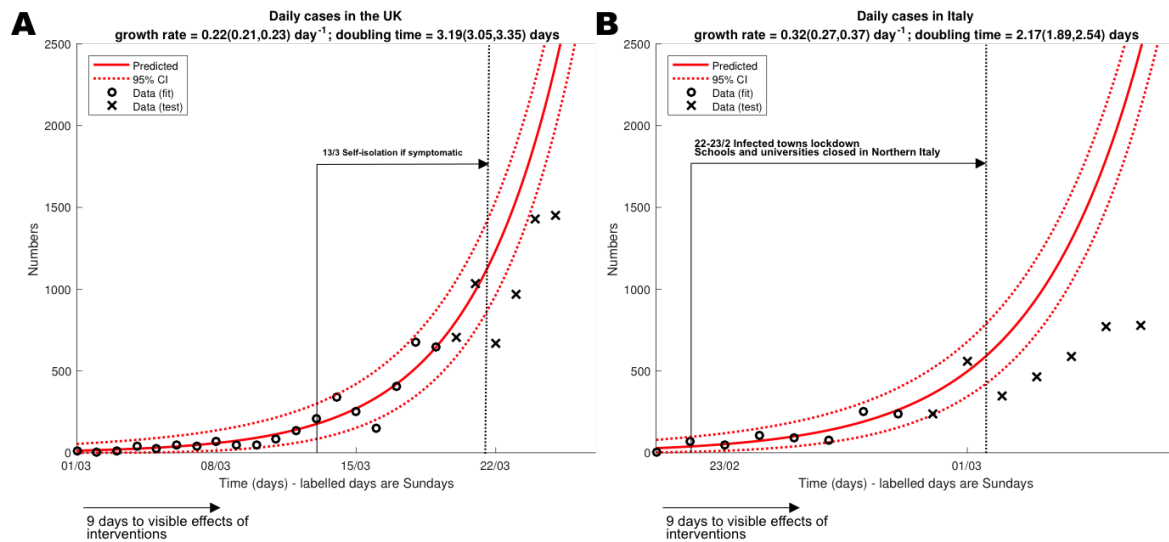 A
Daily cases in the UK
growth rate = 0.22(0.21,0.23) day⁻¹; doubling time = 3.19(3.05,3.35) days
2500
2000
1500
1000
500
0
Numbers
Predicted
95% CI
Data (fit)
Data (test)
13/3 Self-isolation if symptomatic
01/03
08/03
15/03
22/03
Time (days) - labelled days are Sundays
9 days to visible effects of
interventions
B
Daily cases in Italy
growth rate = 0.32(0.27,0.37) day⁻¹; doubling time = 2.17(1.89,2.54) days
2500
2000
1500
1000
500
0
Numbers
Predicted
95% CI
Data (fit)
Data (test)
22-23/2 Infected towns lockdown
Schools and universities closed in Northern Italy
23/02
01/03
Time (days) - labelled days are Sundays
9 days to visible effects of
interventions